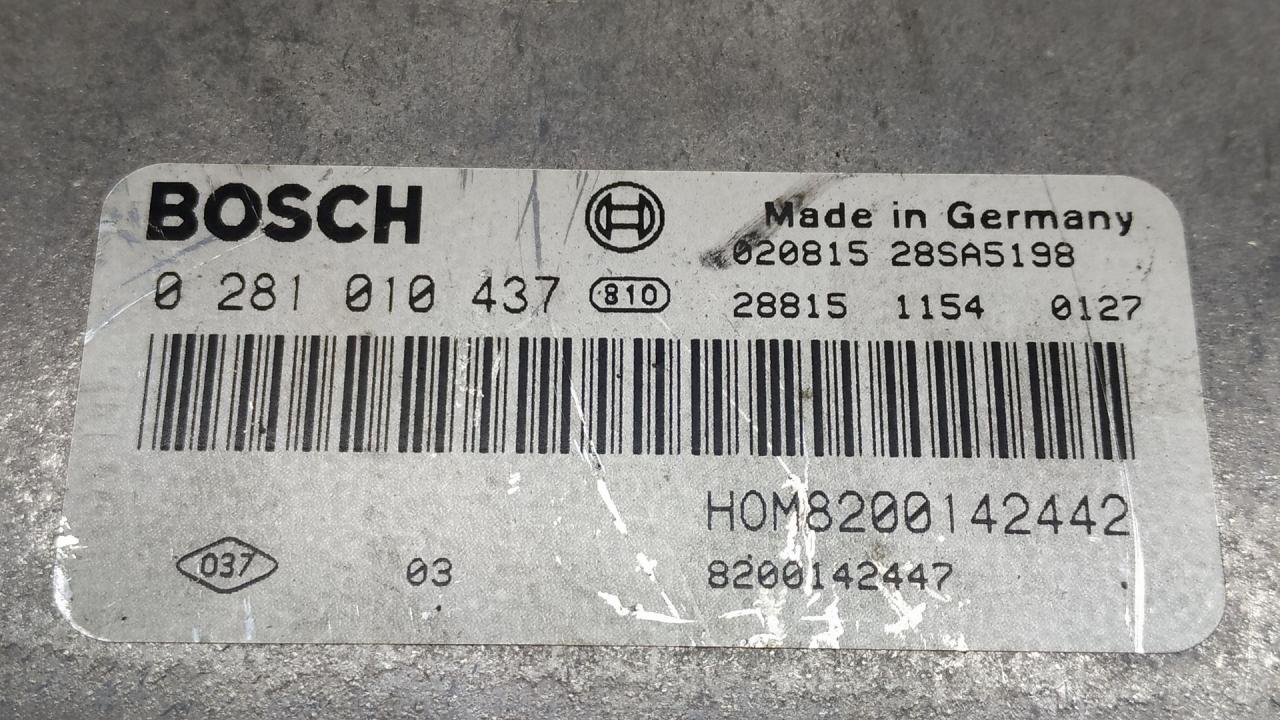 BOSCH
Made in Germany
020815 28SA5198
0 281 010 437 810
28815 1154 0127
HOM8200142442
037 03 8200142447